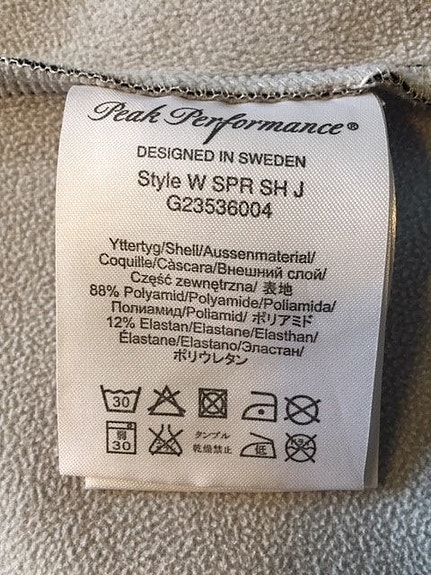 Peak Performance®
DESIGNED IN SWEDEN
Style W SPR SH J
G23536004
Yttertyg/Shell/Aussenmaterial/
Coquille/Càscara/Внешний слой/
Część zewnętrzna/ 表地
88% Polyamid/Polyamide/Poliamida/
Полиамид/Poliamid/ ポリアミド
12% Elastan/Elastane/Elasthan/
Élastane/Elastano/Эластан/
ポリウレタン
30
弱 30 タンブル 乾燥禁止 低